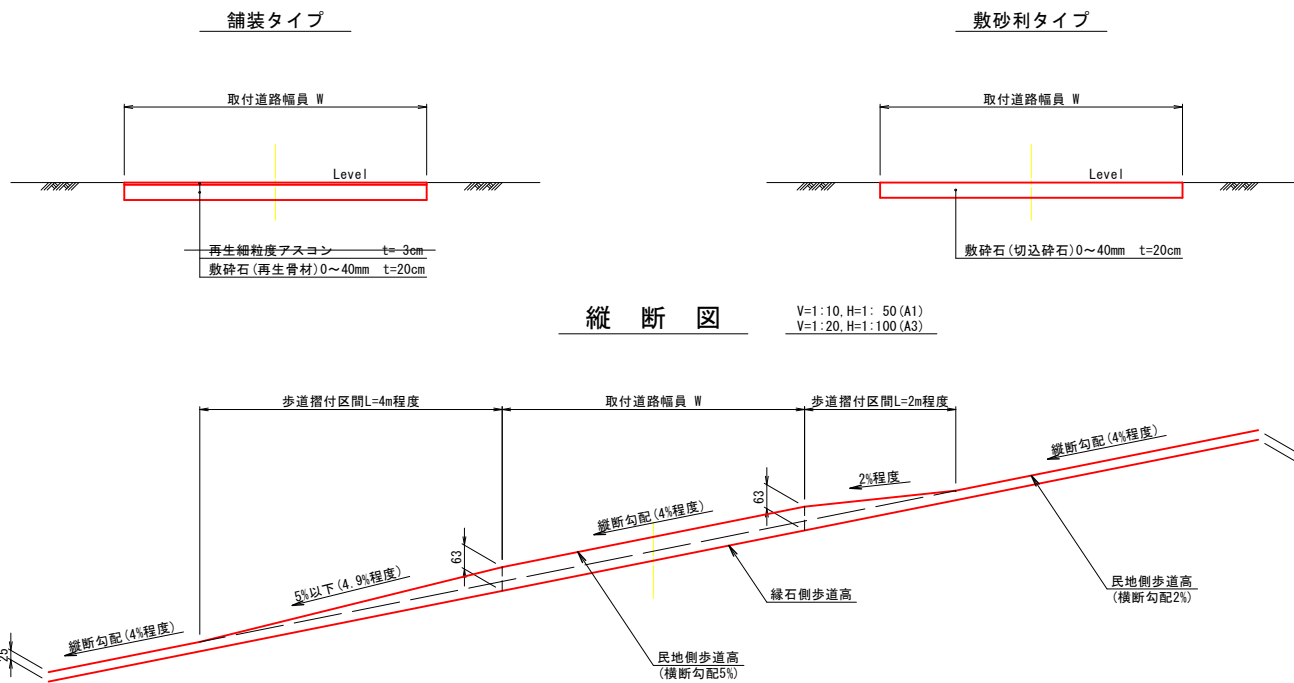 舗装タイプ
敷砂利タイプ
取付道路幅員 W
取付道路幅員 W
Level
Level
再生細粒度アスコン t= 3cm
敷砕石(再生骨材)0～40mm t=20cm
敷砕石(切込砕石)0～40mm t=20cm
縦 断 図
V=1:10,H=1: 50(A1)
V=1:20,H=1:100(A3)
歩道摺付区間L=4m程度
取付道路幅員 W
歩道摺付区間L=2m程度
縦断勾配(4%程度)
2%程度
63
縦断勾配(4%程度)
63
5%以下(4.9%程度)
民地側歩道高
(横断勾配2%)
縁石側歩道高
縦断勾配(4%程度)
25
民地側歩道高
(横断勾配5%)